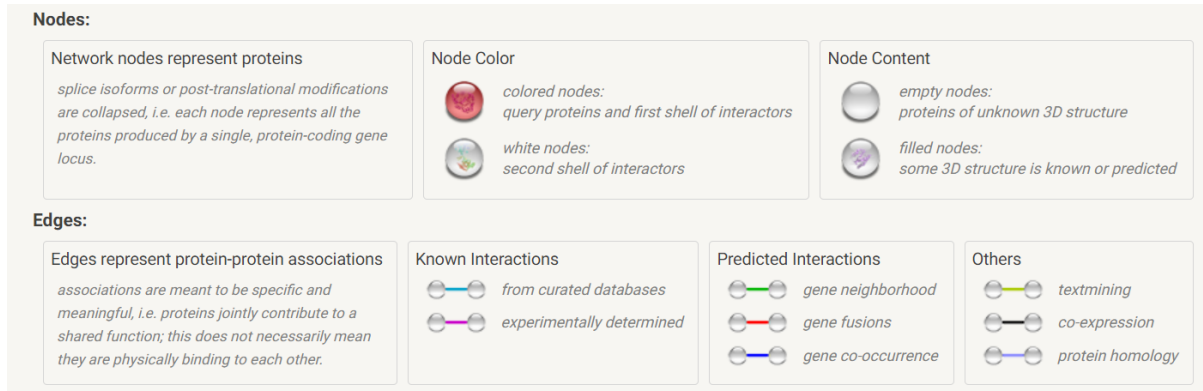 Nodes:
Network nodes represent proteins
splice isoforms or post-translational modifications
are collapsed, i.e. each node represents all the
proteins produced by a single, protein-coding gene
locus.
Node Color
colored nodes:
query proteins and first shell of interactors
white nodes:
second shell of interactors
Node Content
empty nodes:
proteins of unknown 3D structure
filled nodes:
some 3D structure is known or predicted
Edges:
Edges represent protein-protein associations
associations are meant to be specific and
meaningful, i.e. proteins jointly contribute to a
shared function; this does not necessarily mean
they are physically binding to each other.
Known Interactions
from curated databases
experimentally determined
Predicted Interactions
gene neighborhood
gene fusions
gene co-occurrence
Others
textmining
co-expression
protein homology